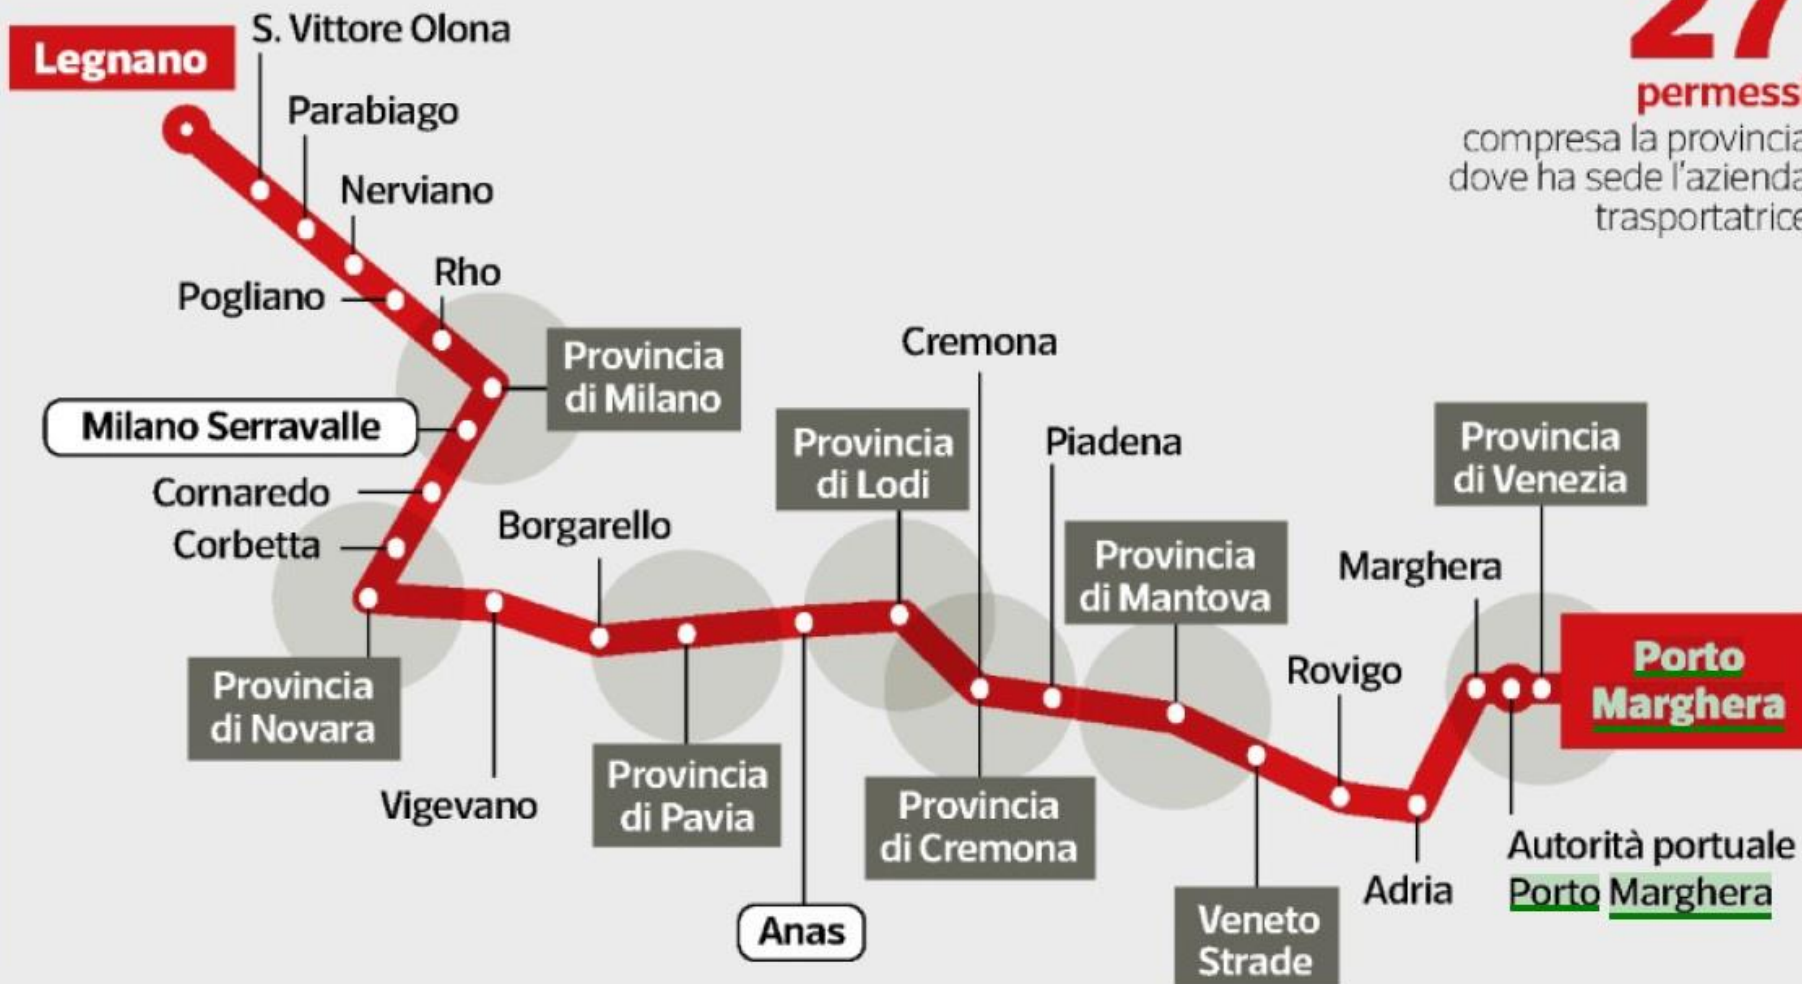 Legnano
S. Vittore Olona
Parabiago
Nerviano
Pogliano
Rho
Provincia
di Milano
Milano Serravalle
Cornaredo
Corbetta
Provincia
di Novara
Vigevano
Borgarello
Provincia
di Pavia
Anas
Provincia
di Lodi
Cremona
Provincia
di Cremona
Piadena
Provincia
di Mantova
Veneto
Strade
Rovigo
Adria
Marghera
Autorità portuale
Porto Marghera
Provincia
di Venezia
Porto
Marghera
27
permessi
compresa la provincia
dove ha sede l'azienda
trasportatrice